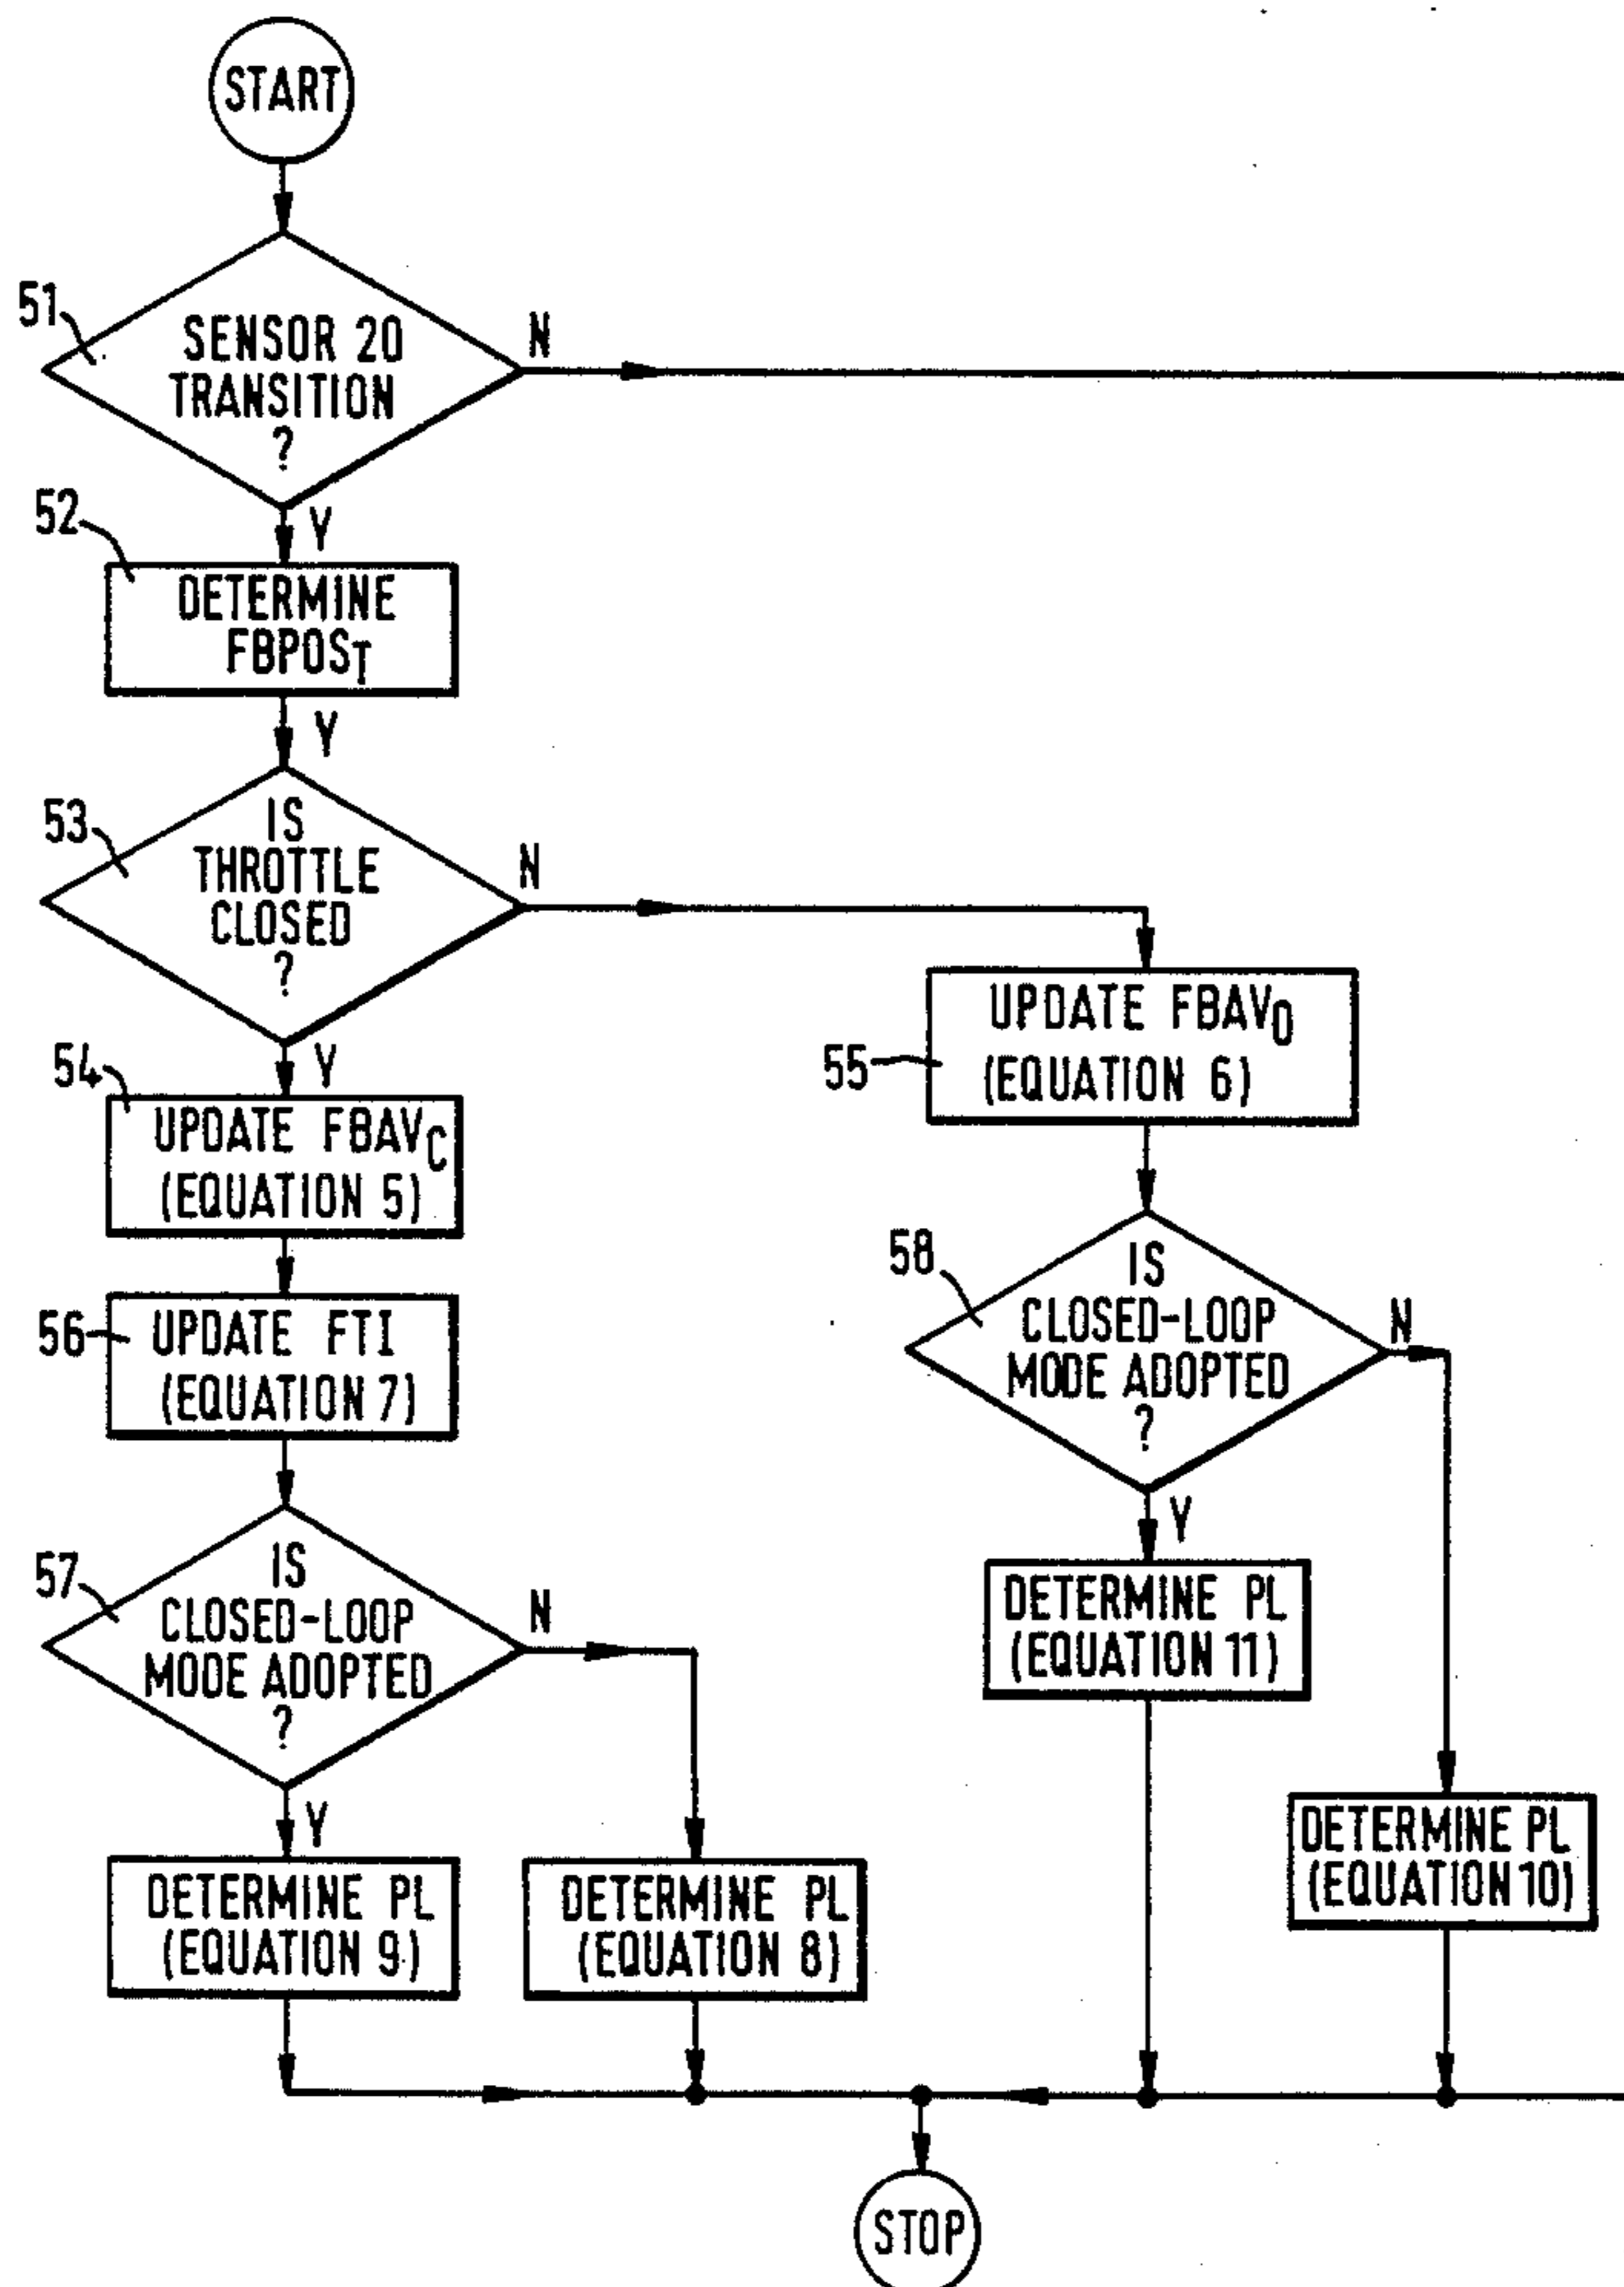 START
51
SENSOR 20
TRANSITION
?
N
Y
52
DETERMINE
FBPOST
Y
53
IS
THROTTLE
CLOSED
?
N
Y
54
UPDATE FBAVC
(EQUATION 5)
55
UPDATE FBAVO
(EQUATION 6)
56
UPDATE FTI
(EQUATION 7)
58
IS
CLOSED-LOOP
MODE ADOPTED
?
N
Y
57
IS
CLOSED-LOOP
MODE ADOPTED
?
N
Y
DETERMINE PL
(EQUATION 11)
DETERMINE PL
(EQUATION 10)
DETERMINE PL
(EQUATION 9)
DETERMINE PL
(EQUATION 8)
STOP